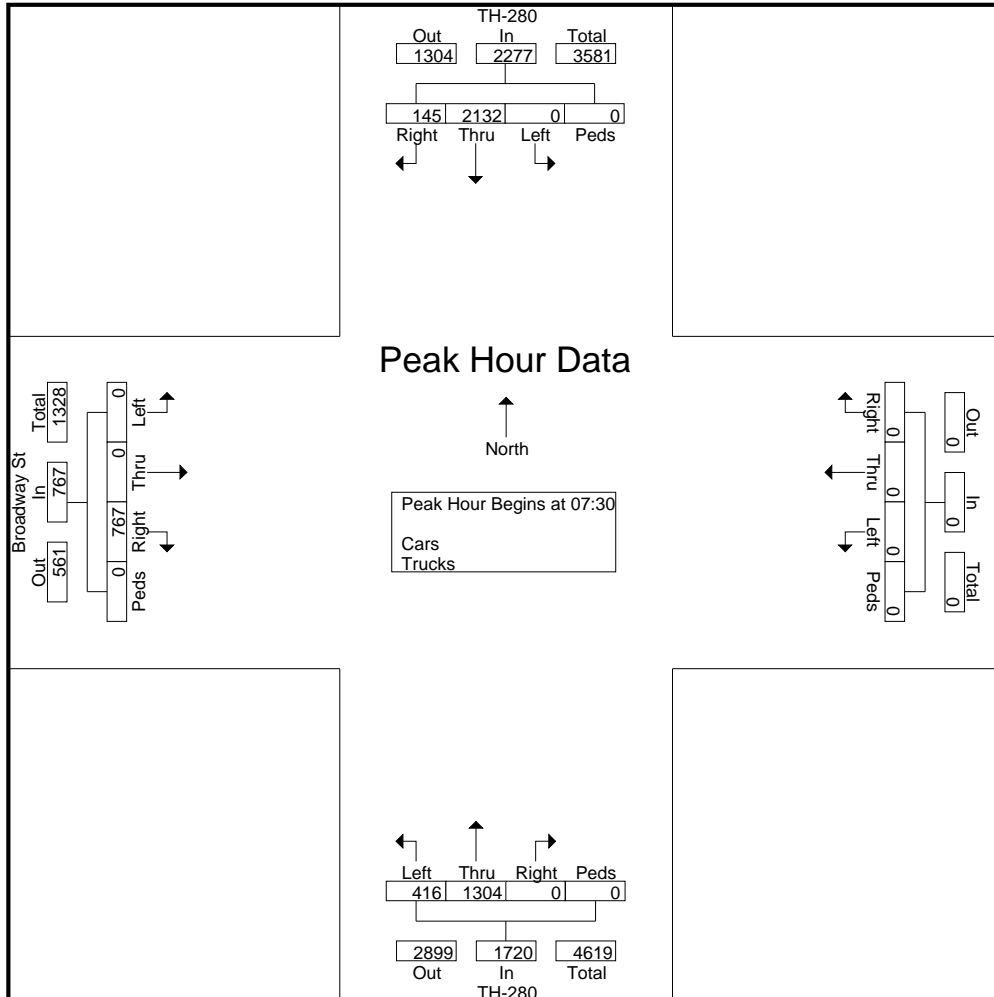 TH-280
Out In Total
1304 2277 3581
145 2132 0 0
Right Thru Left Peds
Peak Hour Data
North
Peak Hour Begins at 07:30
Cars
Trucks
Broadway St
Total In Out
1328 767 561
0 0 767 0
Left Thru Right Peds
Right Thru Left Peds
0 0 0 0
Out In Total
0 0 0
Left Thru Right Peds
416 1304 0 0
2899 1720 4619
Out In Total
TH-280